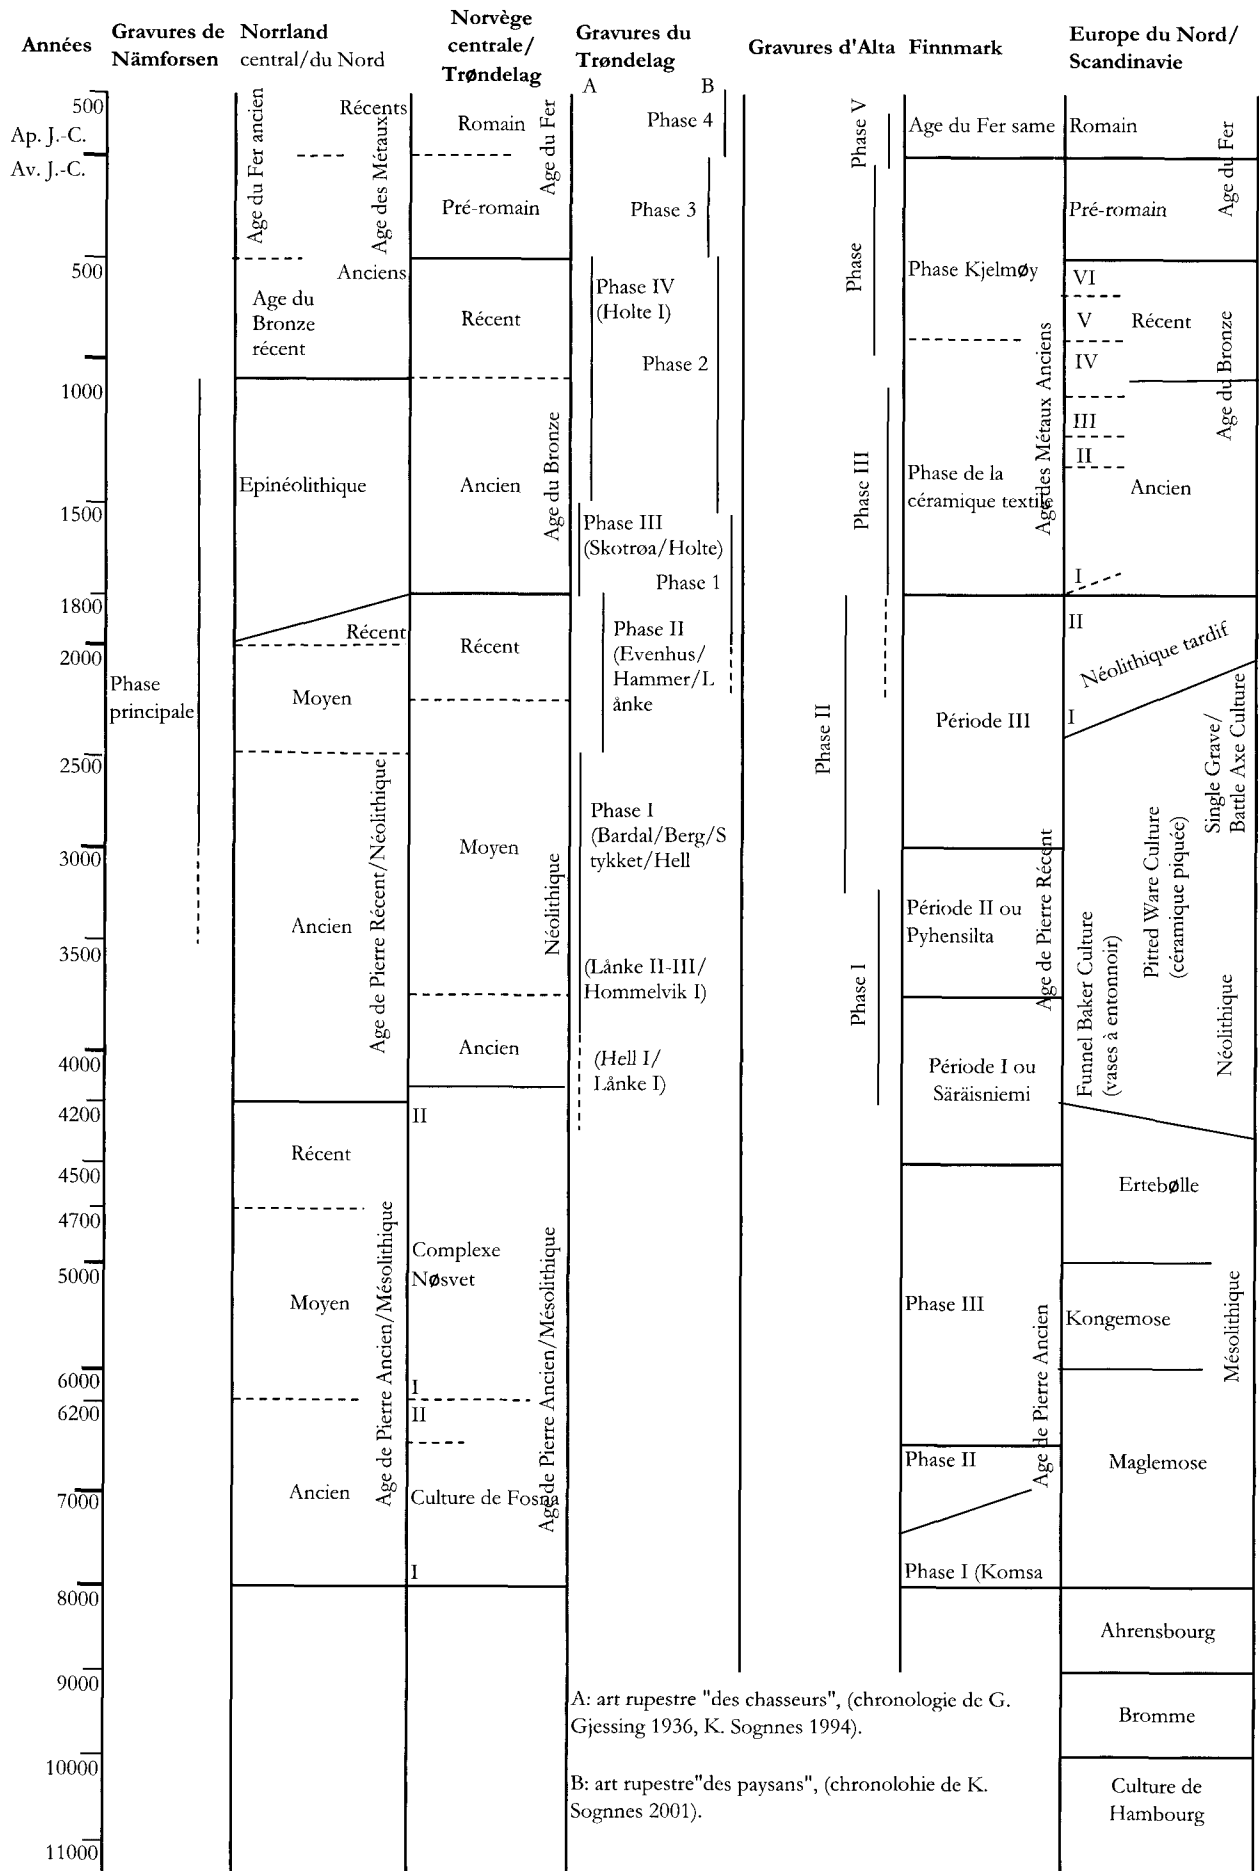 Années
Gravures de
Nämforsen
Norrland
central/du Nord
Norvège
centrale/
Trøndelag
Gravures du
Trøndelag
A
B
Gravures d'Alta
Finnmark
Europe du Nord/
Scandinavie
500
Ap. J.-C.
Av. J.-C.
500
1000
1500
1800
2000
2500
3000
3500
4000
4200
4500
4700
5000
6000
6200
7000
8000
9000
10000
11000
Phase
principale
Age du Fer ancien
Récents
Age des Métaux
Anciens
Age du
Bronze
récent
Epinéolithique
Récent
Moyen
Ancien
Age de Pierre Récent/Néolithique
Récent
Moyen
Ancien
Age de Pierre Ancien/Mésolithique
Romain
Pré-romain
Age du Fer
Récent
Ancien
Age du Bronze
Récent
Moyen
Ancien
Néolithique
II
Complexe
Nøsvet
I
II
Culture de Fosna
I
Age de Pierre Ancien/Mésolithique
Phase 4
Phase 3
Phase IV
(Holte I)
Phase 2
Phase III
(Skotrøa/Holte)
Phase 1
Phase II
(Evenhus/
Hammer/L
ånke
Phase I
(Bardal/Berg/S
tykket/Hell
(Lånke II-III/
Hommelvik I)
(Hell I/
Lånke I)
Phase V
Phase
Phase III
Phase II
Phase I
Age du Fer same
Phase Kjelmøy
Phase de la
céramique textile
Age des Métaux Anciens
Période III
Période II ou
Pyhensilta
Période I ou
Säräisniemi
Age de Pierre Récent
Phase III
Phase II
Phase I (Komsa
Age de Pierre Ancien
Romain
Pré-romain
Age du Fer
VI
V
IV
III
II
I
Récent
Ancien
Age du Bronze
II
I
Néolithique tardif
Single Grave/
Battle Axe Culture
Pitted Ware Culture
(céramique piquée)
Funnel Baker Culture
(vases à entonnoir)
Néolithique
Ertebølle
Kongemose
Maglemose
Mésolithique
Ahrensbourg
Bromme
Culture de
Hambourg
A: art rupestre "des chasseurs", (chronologie de G.
Gjessing 1936, K. Sognnes 1994).
B: art rupestre"des paysans", (chronolohie de K.
Sognnes 2001).